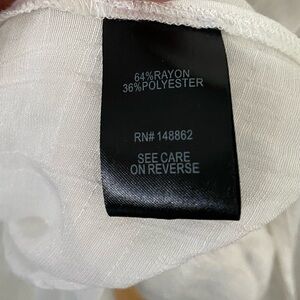 64%RAYON
36%POLYESTER
RN# 148862
SEE CARE
ON REVERSE